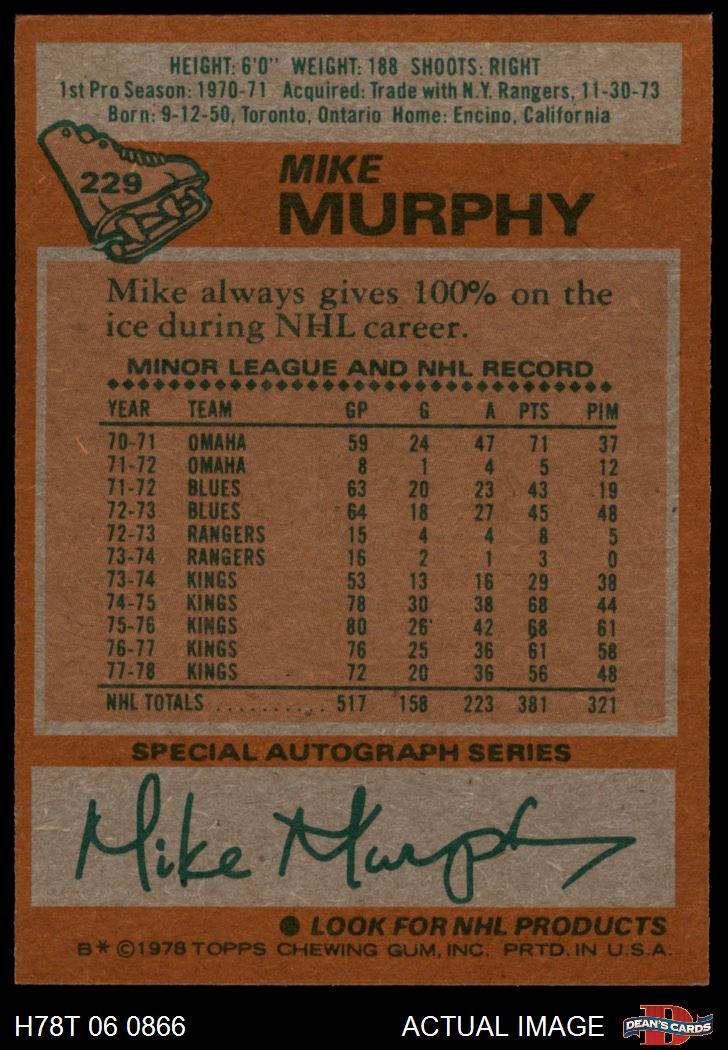 HEIGHT: 6'0" WEIGHT: 188 SHOOTS: RIGHT
1st Pro Season: 1970-71 Acquired: Trade with N.Y. Rangers, 11-30-73
Born: 9-12-50, Toronto, Ontario Home: Encino, California
229
MIKE
MURPHY
Mike always gives 100% on the
ice during NHL career.
MINOR LEAGUE AND NHL RECORD
YEAR TEAM GP G A PTS PIM
70-71 OMAHA 59 24 47 71 37
71-72 OMAHA 8 1 4 5 12
71-72 BLUES 63 20 23 43 19
72-73 BLUES 64 18 27 45 48
72-73 RANGERS 15 4 4 8 5
73-74 RANGERS 16 2 1 3 0
73-74 KINGS 53 13 16 29 38
74-75 KINGS 78 30 38 68 44
75-76 KINGS 80 26 42 68 61
76-77 KINGS 76 25 36 61 58
77-78 KINGS 72 20 36 56 48
NHL TOTALS .......... 517 158 223 381 321
SPECIAL AUTOGRAPH SERIES
Mike Murphy
● LOOK FOR NHL PRODUCTS
B* ©1978 TOPPS CHEWING GUM, INC. PRTD. IN U.S.A.
H78T 06 0866 ACTUAL IMAGE D DEAN'S CARDS